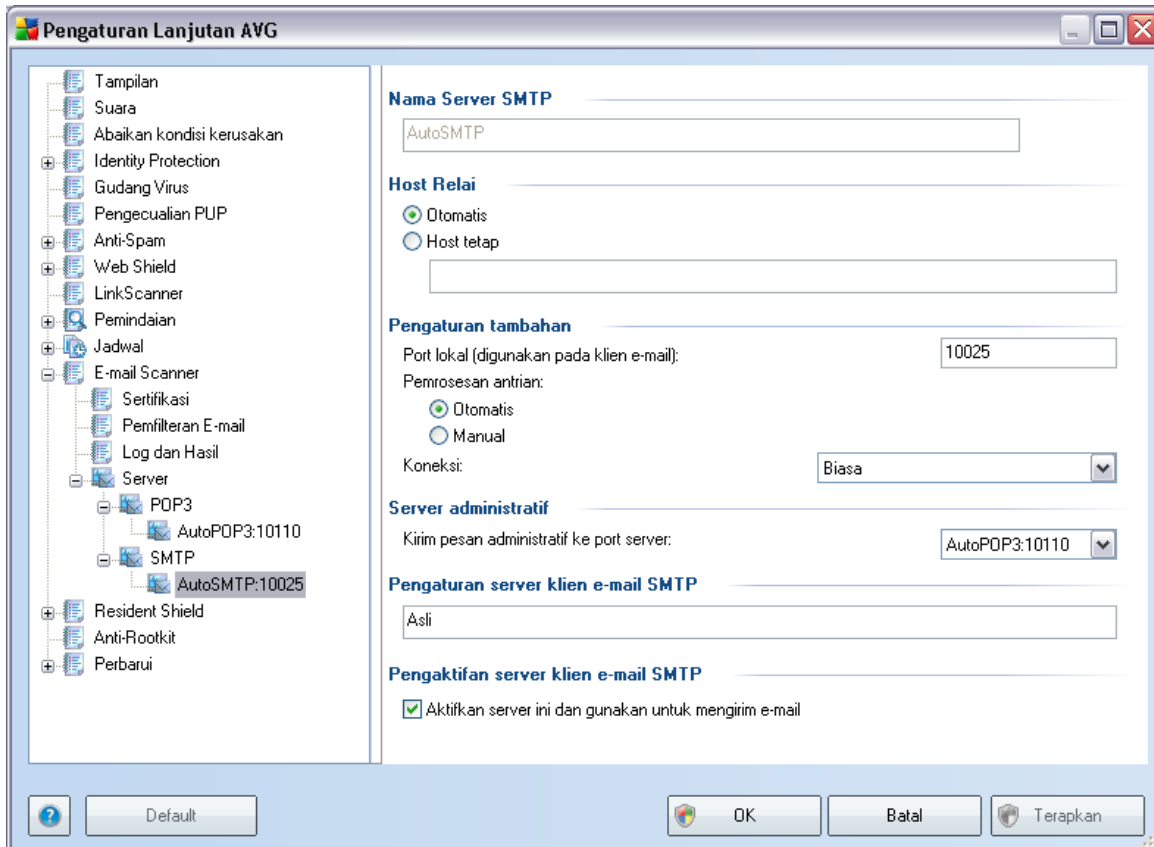 Pengaturan Lanjutan AVG
Tampilan
Suara
Abaikan kondisi kerusakan
Identity Protection
Gudang Virus
Pengecualian PUP
Anti-Spam
Web Shield
LinkScanner
Pemindaian
Jadwal
E-mail Scanner
Sertifikasi
Pemfilteran E-mail
Log dan Hasil
Server
POP3
AutoPOP3:10110
SMTP
AutoSMTP:10025
Resident Shield
Anti-Rootkit
Perbarui
Nama Server SMTP
AutoSMTP
Host Relai
Otomatis
Host tetap
Pengaturan tambahan
Port lokal (digunakan pada klien e-mail): 10025
Pemrosesan antrian:
Otomatis
Manual
Koneksi: Biasa
Server administratif
Kirim pesan administratif ke port server: AutoPOP3:10110
Pengaturan server klien e-mail SMTP
Asli
Pengaktifan server klien e-mail SMTP
Aktifkan server ini dan gunakan untuk mengirim e-mail
? Default OK Batal Terapkan